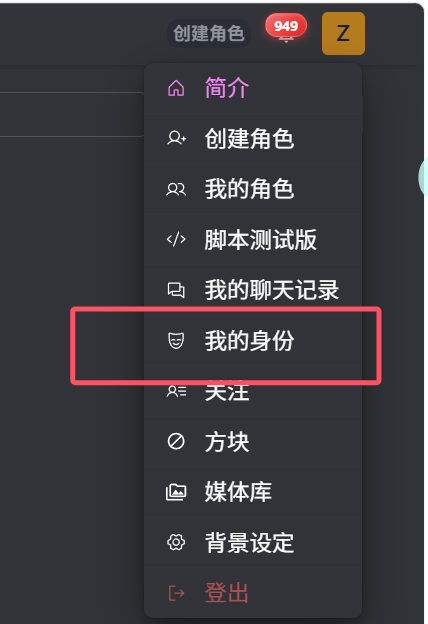 创建角色
949
Z
简介
创建角色
我的角色
脚本测试版
我的聊天记录
我的身份
关注
方块
媒体库
背景设定
登出